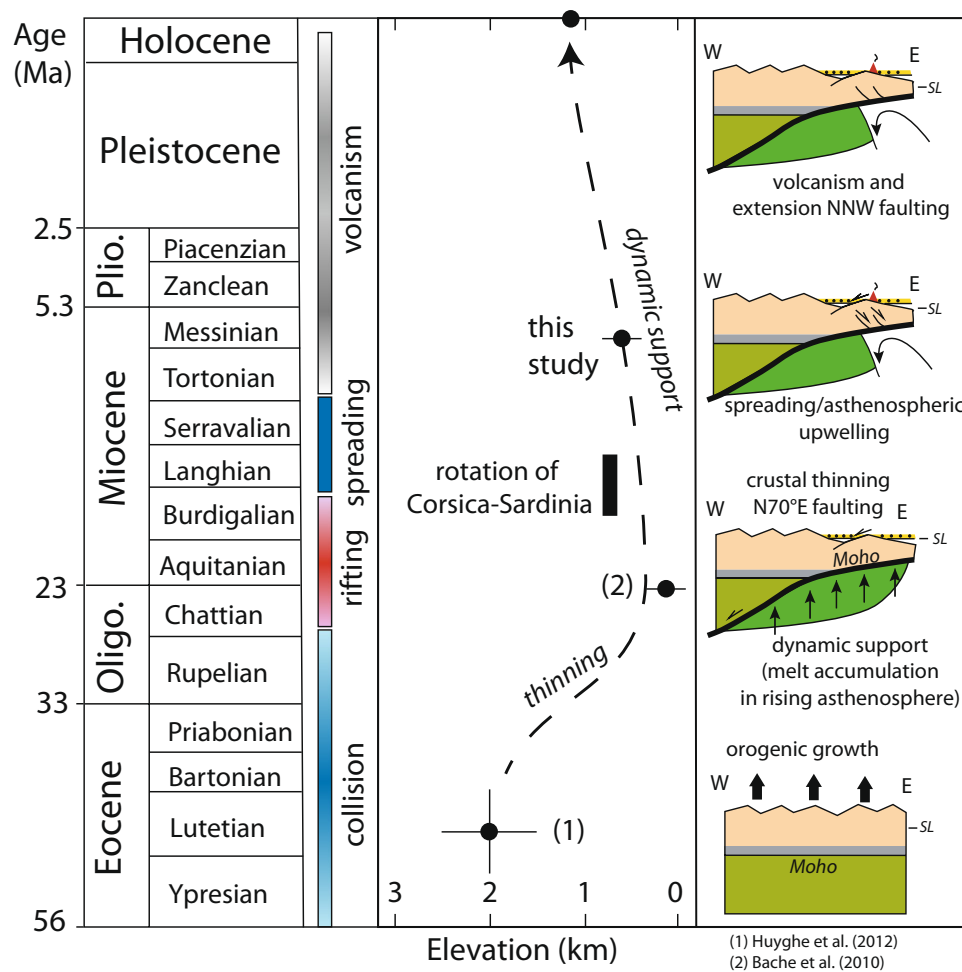 Age
(Ma)
Holocene
Pleistocene
2.5
Plio.
Piacenzian
Zanclean
5.3
Miocene
Messinian
Tortonian
Serravalian
Langhian
Burdigalian
Aquitanian
23
Oligo.
Chattian
Rupelian
33
Eocene
Priabonian
Bartonian
Lutetian
Ypresian
56
volcanism
spreading
rifting
collision
dynamic support
this
study
rotation of
Corsica-Sardinia
(2)
thinning
(1)
3
2
1
0
Elevation (km)
W
E
SL
volcanism and
extension NNW faulting
W
E
SL
spreading/asthenospheric
upwelling
crustal thinning
N70°E faulting
W
E
SL
Moho
dynamic support
(melt accumulation
in rising asthenosphere)
orogenic growth
W
E
SL
Moho
(1) Huyghe et al. (2012)
(2) Bache et al. (2010)